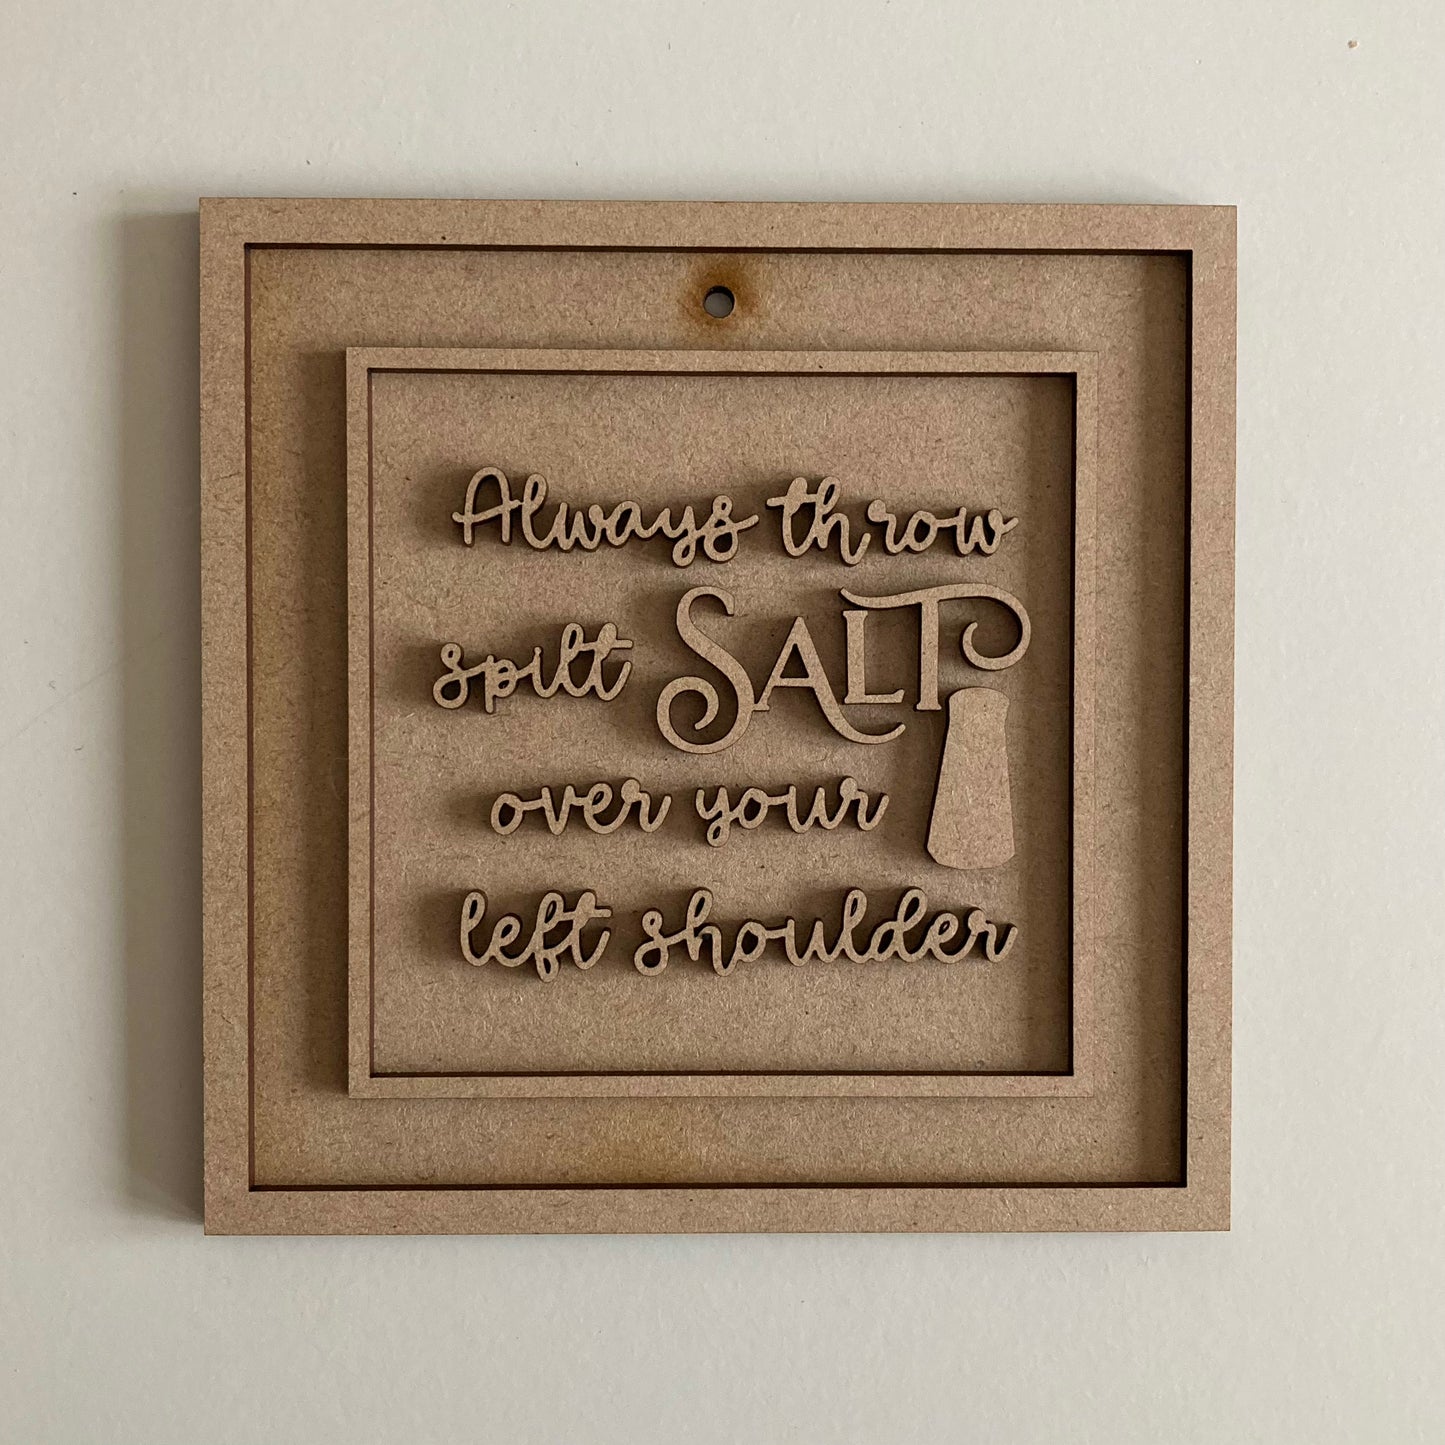 Always throw
spilt SALT
over your
left shoulder